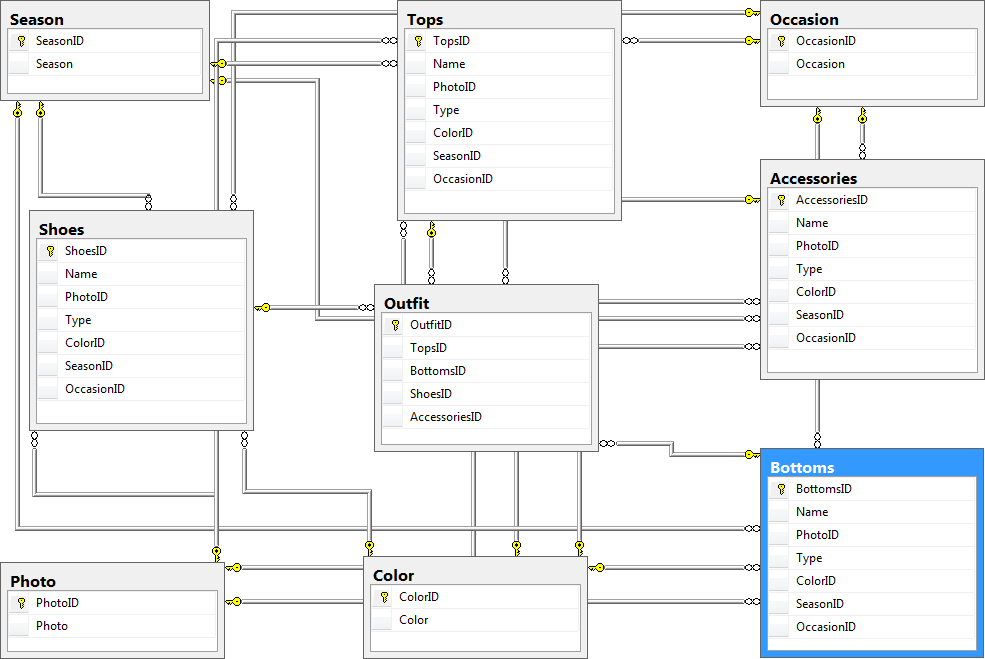 Season
SeasonID
Season
Tops
TopsID
Name
PhotoID
Type
ColorID
SeasonID
OccasionID
Occasion
OccasionID
Occasion
Shoes
ShoesID
Name
PhotoID
Type
ColorID
SeasonID
OccasionID
Outfit
OutfitID
TopsID
BottomsID
ShoesID
AccessoriesID
Accessories
AccessoriesID
Name
PhotoID
Type
ColorID
SeasonID
OccasionID
Photo
PhotoID
Photo
Color
ColorID
Color
Bottoms
BottomsID
Name
PhotoID
Type
ColorID
SeasonID
OccasionID